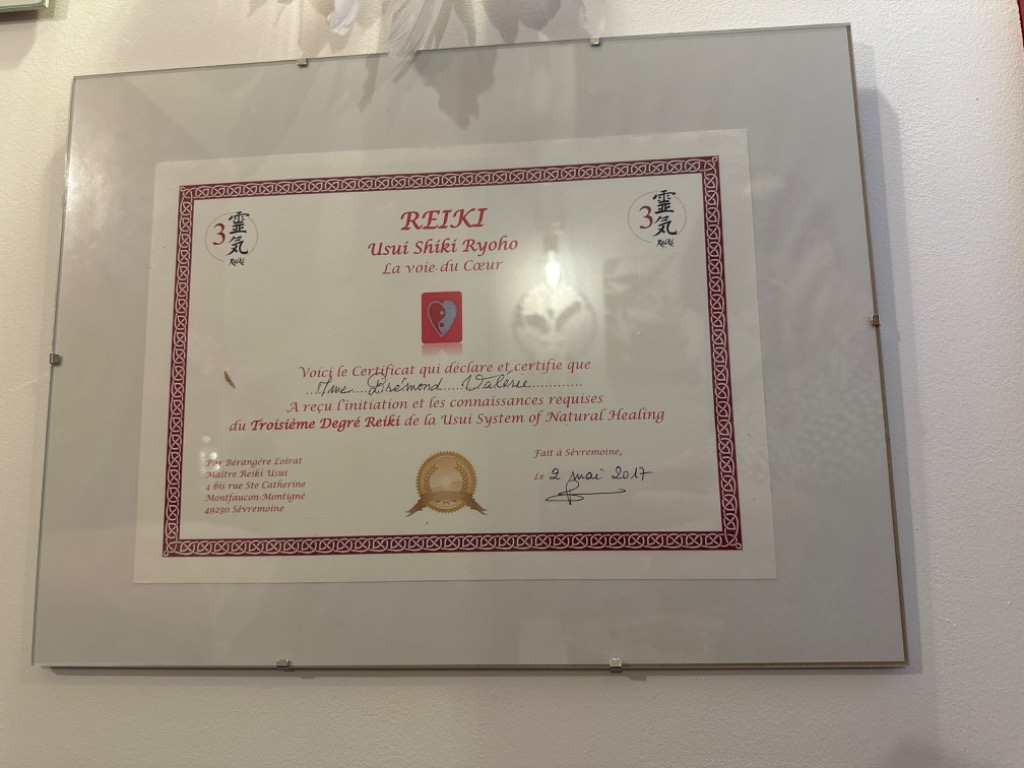 3 靈気 Reiki
3 靈気 Reiki
REIKI
Usui Shiki Ryoho
La voie du Cœur
Voici le Certificat qui déclare et certifie que
Mme Brémond Valérie
A reçu l'initiation et les connaissances requises
du Troisième Degré Reiki de la Usui System of Natural Healing
Par Bérangère Loirat
Maître Reiki Usui
4 bis rue Ste Catherine
Montfaucon-Montigné
49230 Sèvremoine
Fait à Sèvremoine,
Le 2 mai 2017